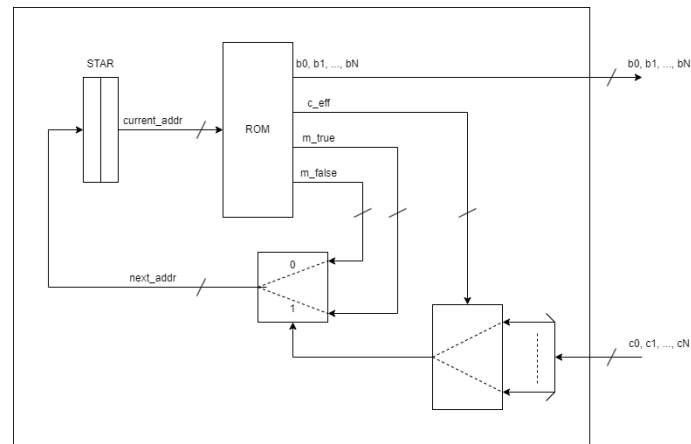 STAR
current_addr
ROM
b0, b1, ..., bN
b0, b1, ..., bN
c_eff
m_true
m_false
next_addr
0
1
c0, c1, ..., cN